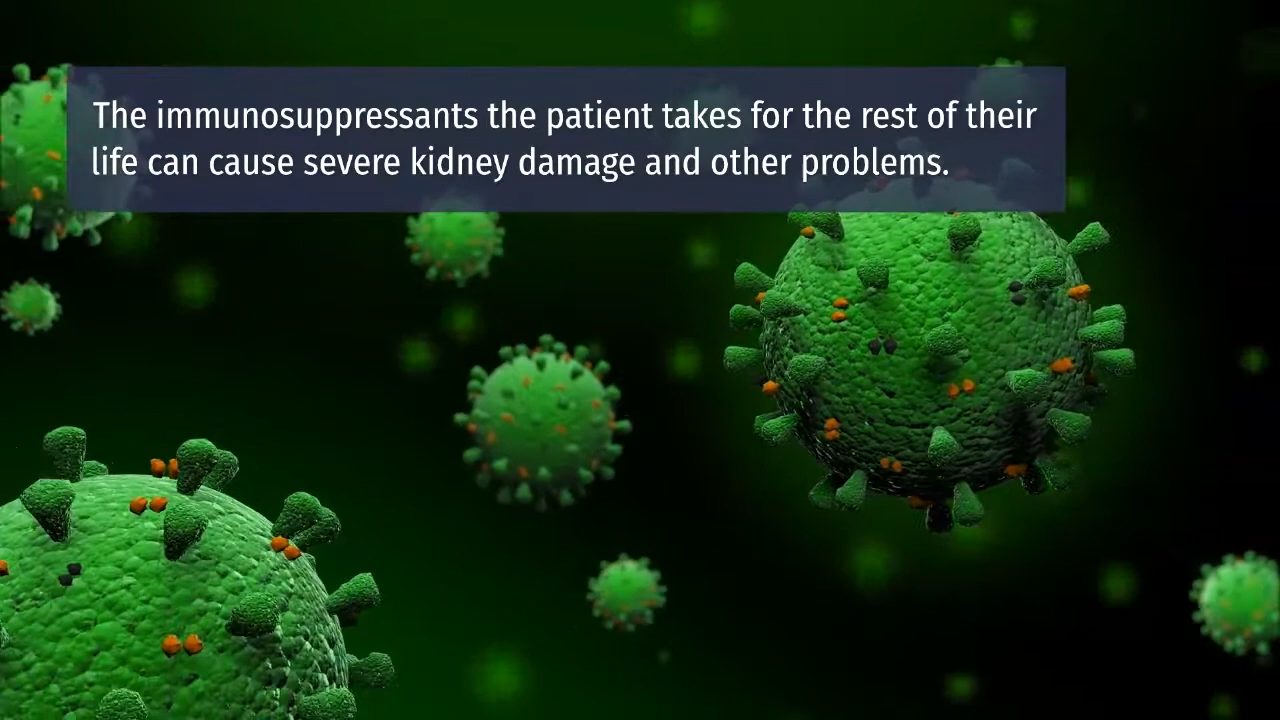 The immunosuppressants the patient takes for the rest of their
life can cause severe kidney damage and other problems.